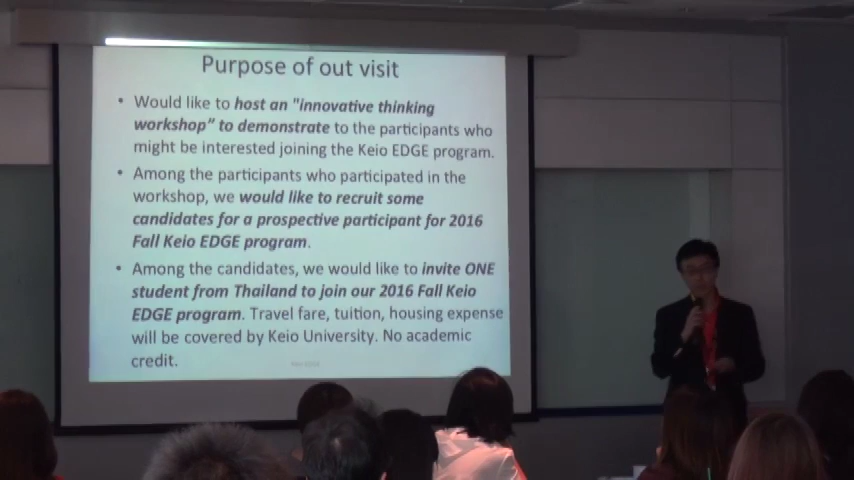 Purpose of out visit
• Would like to host an "innovative thinking
workshop” to demonstrate to the participants who
might be interested joining the Keio EDGE program.
• Among the participants who participated in the
workshop, we would like to recruit some
candidates for a prospective participant for 2016
Fall Keio EDGE program.
• Among the candidates, we would like to invite ONE
student from Thailand to join our 2016 Fall Keio
EDGE program. Travel fare, tuition, housing expense
will be covered by Keio University. No academic
credit.